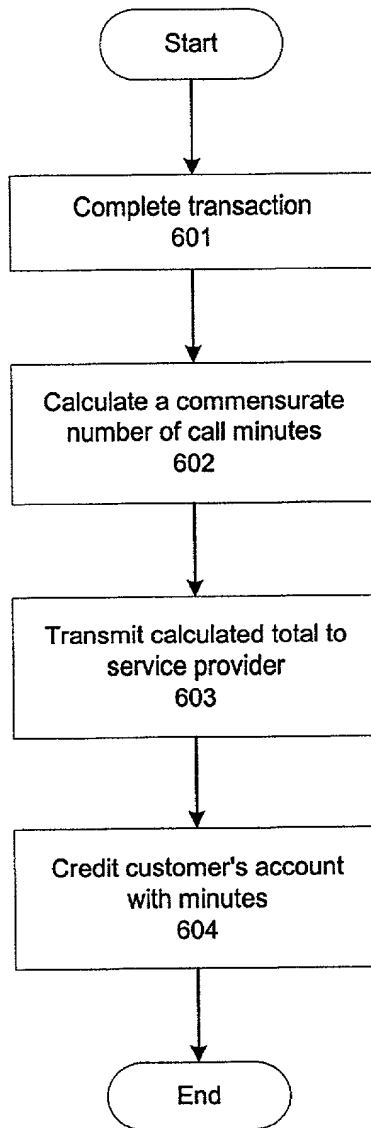 Start
Complete transaction
601
Calculate a commensurate
number of call minutes
602
Transmit calculated total to
service provider
603
Credit customer's account
with minutes
604
End